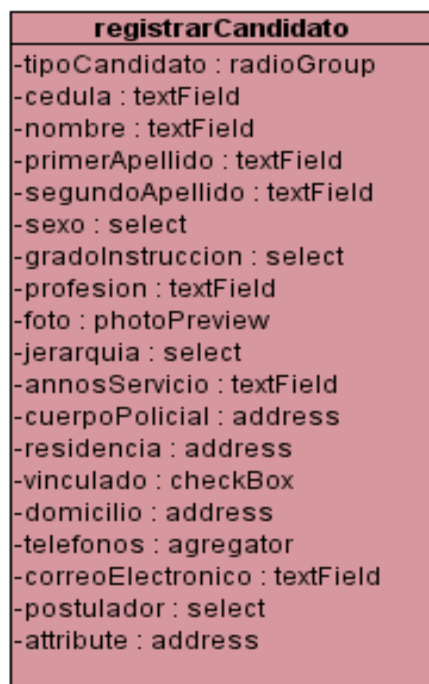 registrarCandidato
-tipoCandidato : radioGroup
-cedula : textField
-nombre : textField
-primerApellido : textField
-segundoApellido : textField
-sexo : select
-gradoInstruccion : select
-profesion : textField
-foto : photoPreview
-jerarquia : select
-annosServicio : textField
-cuerpoPolicial : address
-residencia : address
-vinculado : checkBox
-domicilio : address
-telefonos : agregator
-correoElectronico : textField
-postulador : select
-attribute : address